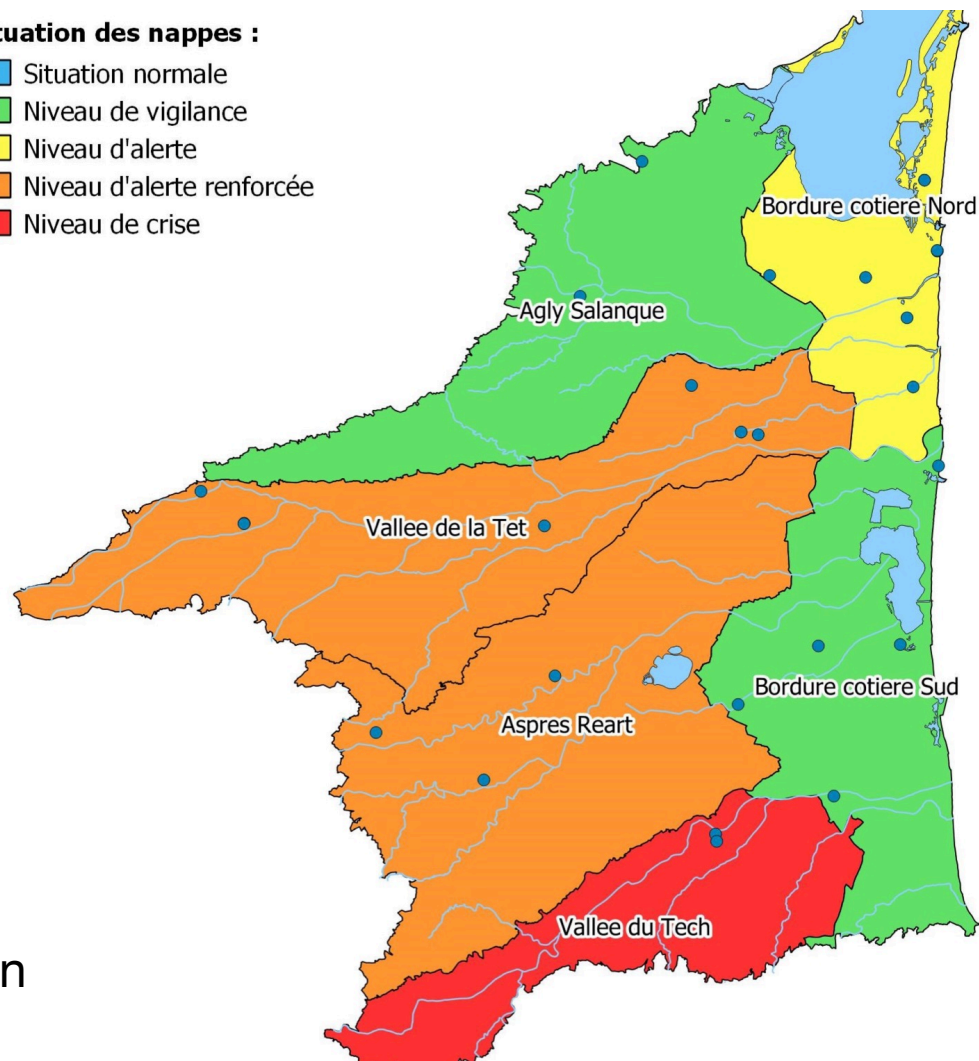 tuation des nappes :
Situation normale
Niveau de vigilance
Niveau d'alerte
Niveau d'alerte renforcée
Niveau de crise
Bordure cotiere Nord
Agly Salanque
Vallee de la Tet
Bordure cotiere Sud
Aspres Reart
Vallee du Tech
n